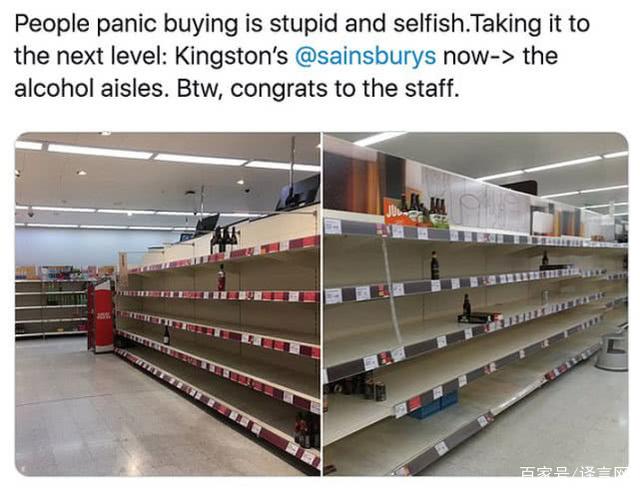 People panic buying is stupid and selfish.Taking it to
the next level: Kingston’s @sainsburys now-> the
alcohol aisles. Btw, congrats to the staff.
百家号/译言网